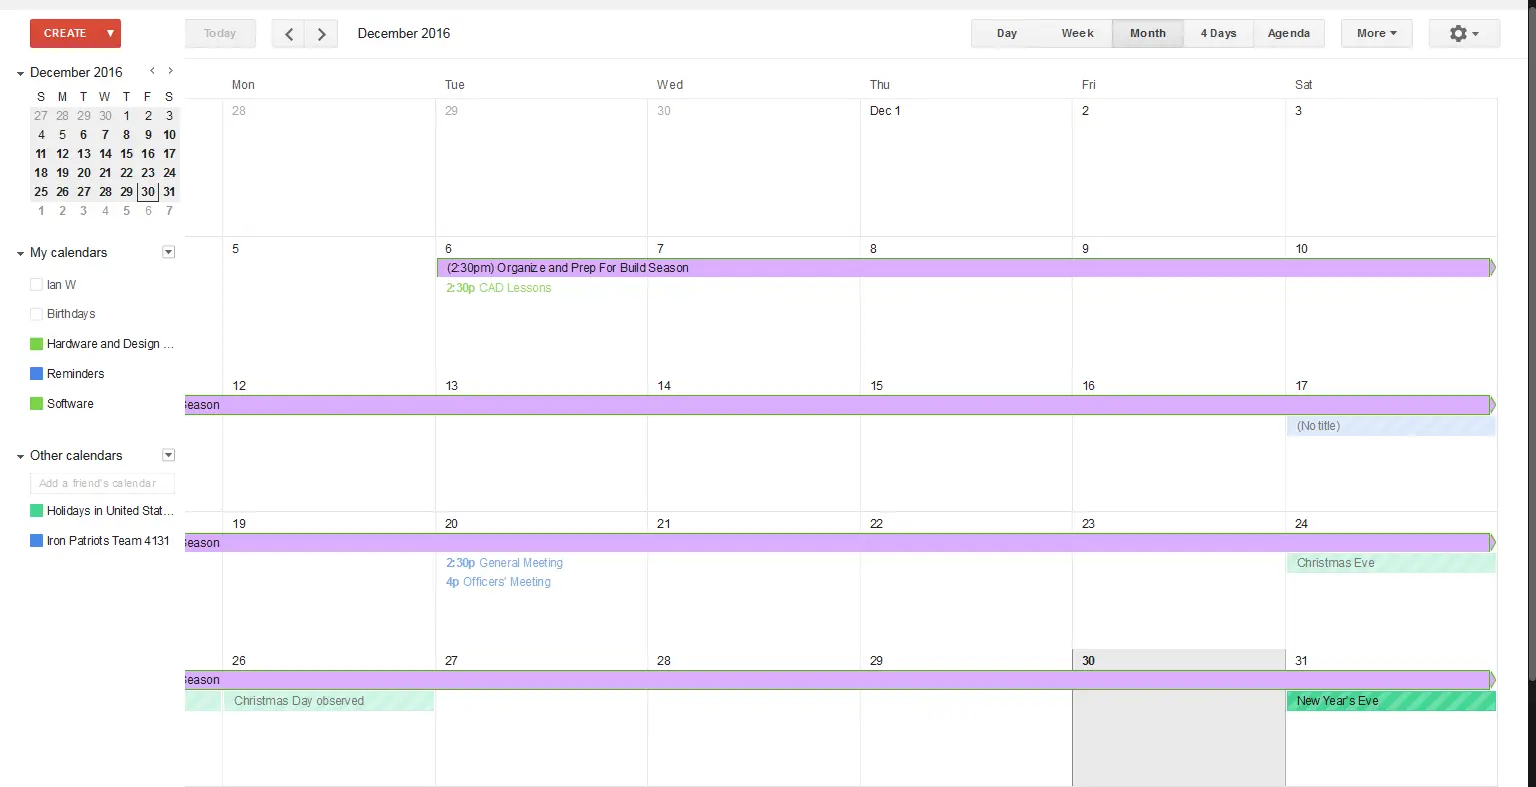 CREATE
Today
December 2016
Day Week Month 4 Days Agenda
More
December 2016
S M T W T F S
27 28 29 30 1 2 3
4 5 6 7 8 9 10
11 12 13 14 15 16 17
18 19 20 21 22 23 24
25 26 27 28 29 30 31
1 2 3 4 5 6 7
My calendars
Ian W
Birthdays
Hardware and Design ...
Reminders
Software
Other calendars
Add a friend's calendar
Holidays in United Stat...
Iron Patriots Team 4131
Mon Tue Wed Thu Fri Sat
28 29 30 Dec 1 2 3
5 6 7 8 9 10
(2:30pm) Organize and Prep For Build Season
2:30p CAD Lessons
12 13 14 15 16 17
Season
(No title)
19 20 21 22 23 24
Season
2:30p General Meeting
Christmas Eve
4p Officers' Meeting
26 27 28 29 30 31
Season
Christmas Day observed
New Year's Eve